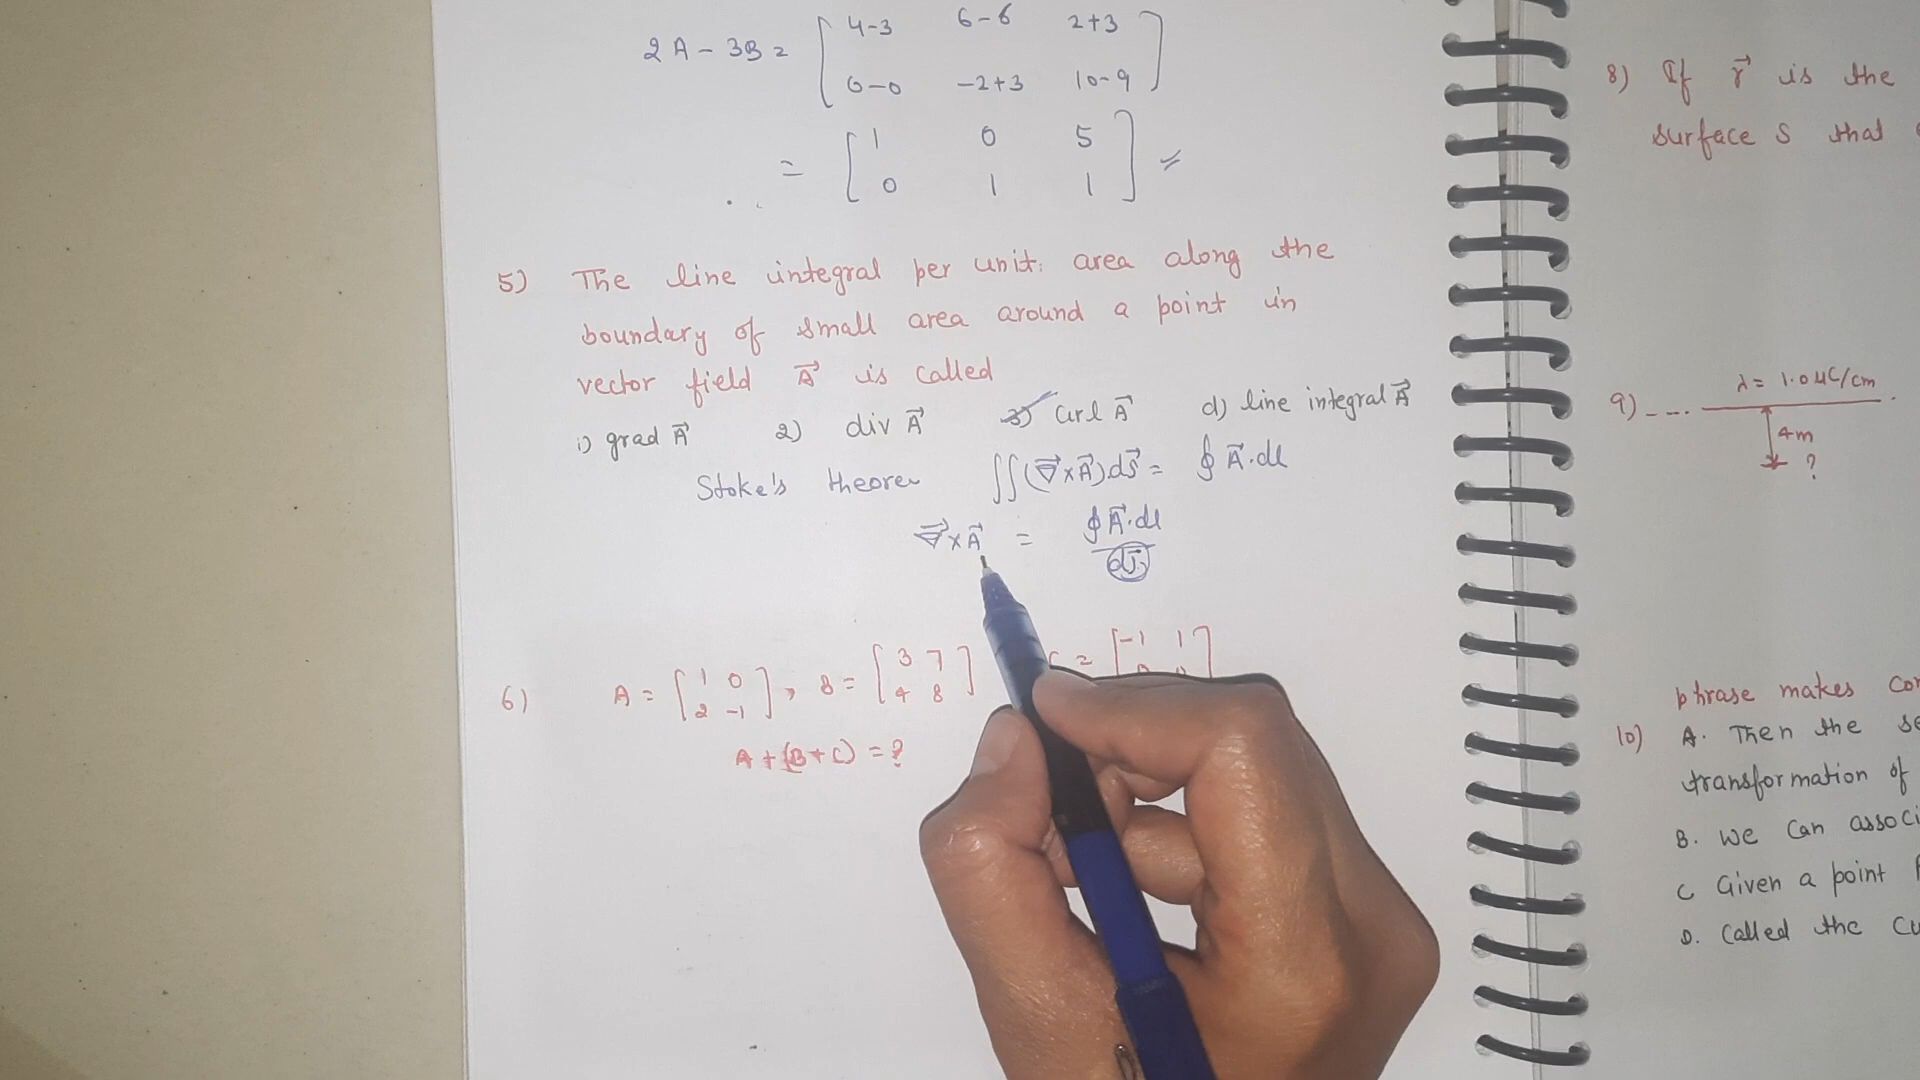 2A - 3B = [ 4-3 6-6 2+3
6-0 -2+3 10-9 ]
= [ 1 0 5
0 1 1 ]
5) The line integral per unit. area along the
boundary of small area around a point in
vector field A⃗ is called
i) grad A⃗ 2) div A⃗ 3) Curl A⃗ d) line integral A⃗
Stoke's theorem ∬(∇⃗×A⃗)ds⃗ = ∮ A⃗.dl
∇⃗×A⃗ = ∮A⃗.dl
6) A = [ 1 0
2 -1 ] , B = [ 3 7
4 8 ] C = [ -1 1
A + (B + C) = ?
8) If r⃗ is the
surface S that
9) - - .. λ = 1.0 μC/cm
4m
?
phrase makes
10) A. Then the
transformation of
B. We Can
C Given a point
D. Called the